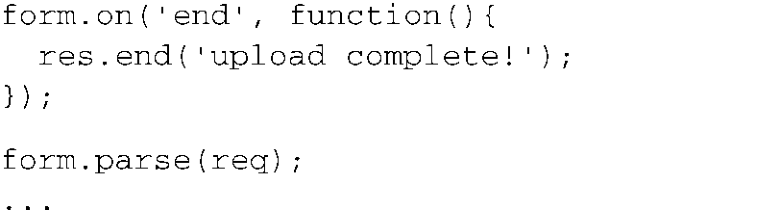 form.on('end', function(){
  res.end('upload complete!');
});
form.parse(req);
...